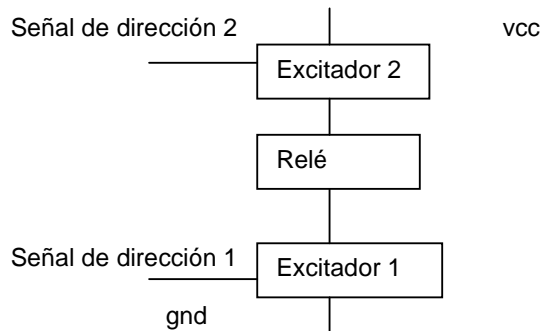 Señal de dirección 2
vcc
Excitador 2
Relé
Señal de dirección 1
Excitador 1
gnd